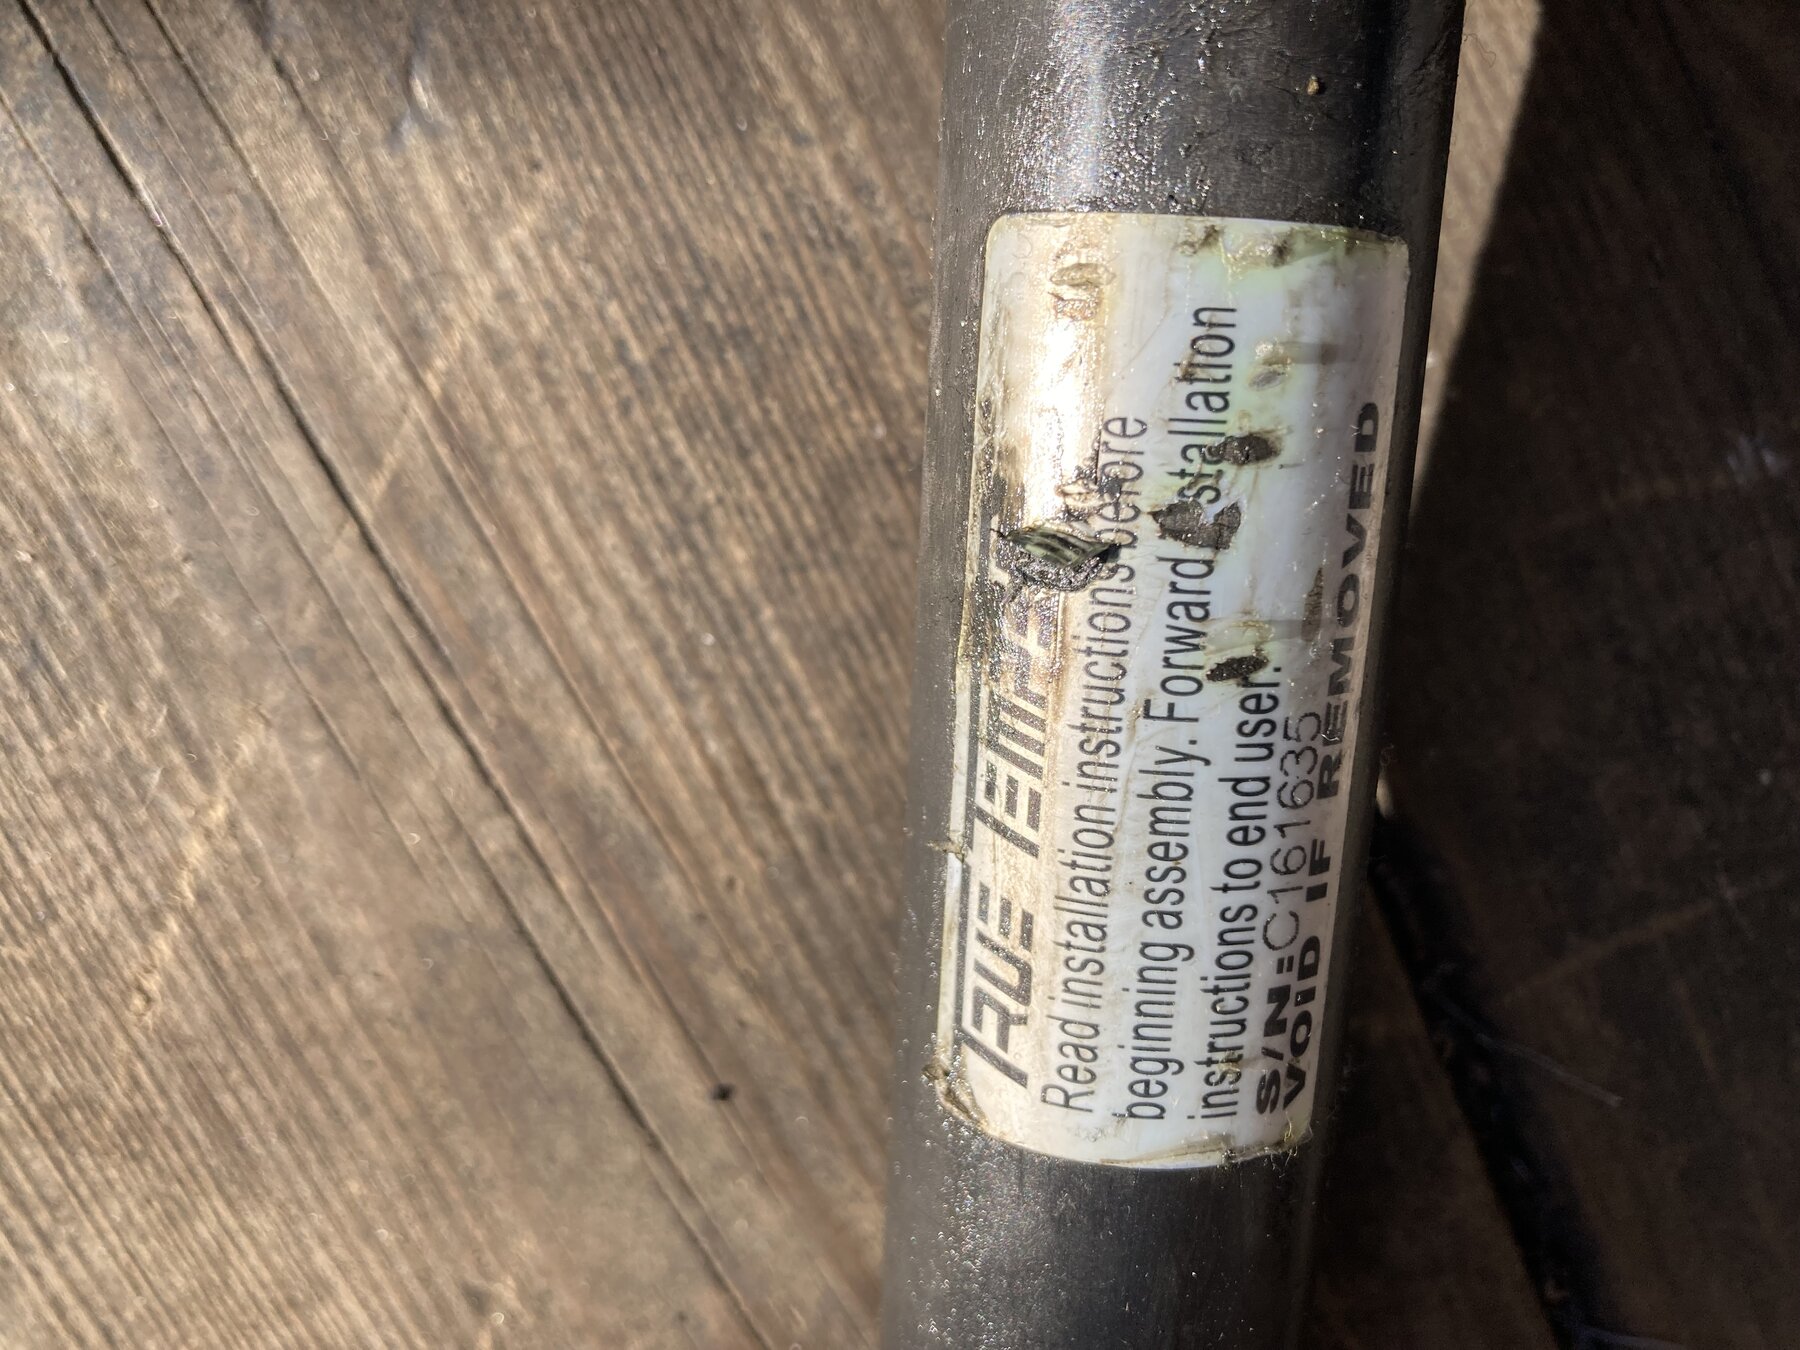 TRUE TEMPER
Read installation instructions before
beginning assembly. Forward installation
instructions to end user.
S/N:C161635
VOID IF REMOVED